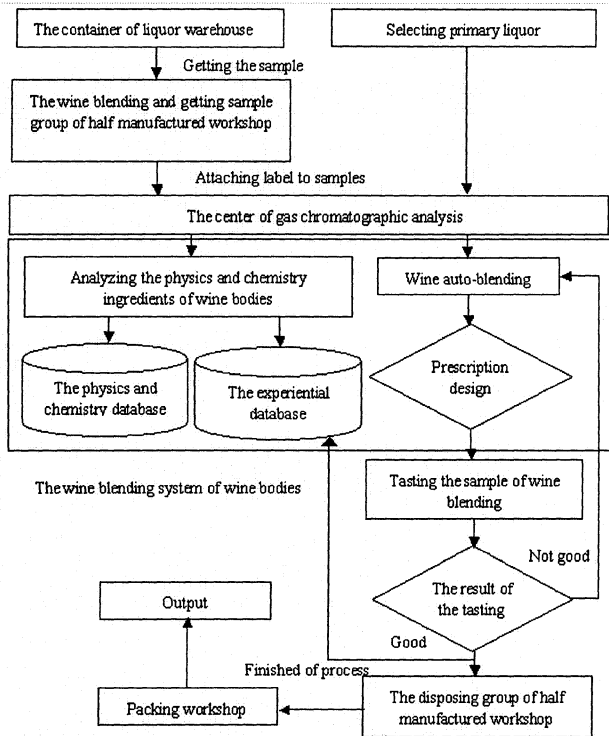 The container of liquor warehouse
Selecting primary liquor
Getting the sample
The wine blending and getting sample
group of half manufactured workshop
Attaching label to samples
The center of gas chromatographic analysis
Analyzing the physics and chemistry
ingredients of wine bodies
Wine auto-blending
The physics and
chemistry database
The experiential
database
Prescription
design
The wine blending system of wine bodies
Tasting the sample of wine
blending
Not good
The result of
the tasting
Output
Good
Finished of process
Packing workshop
The disposing group of half
manufactured workshop